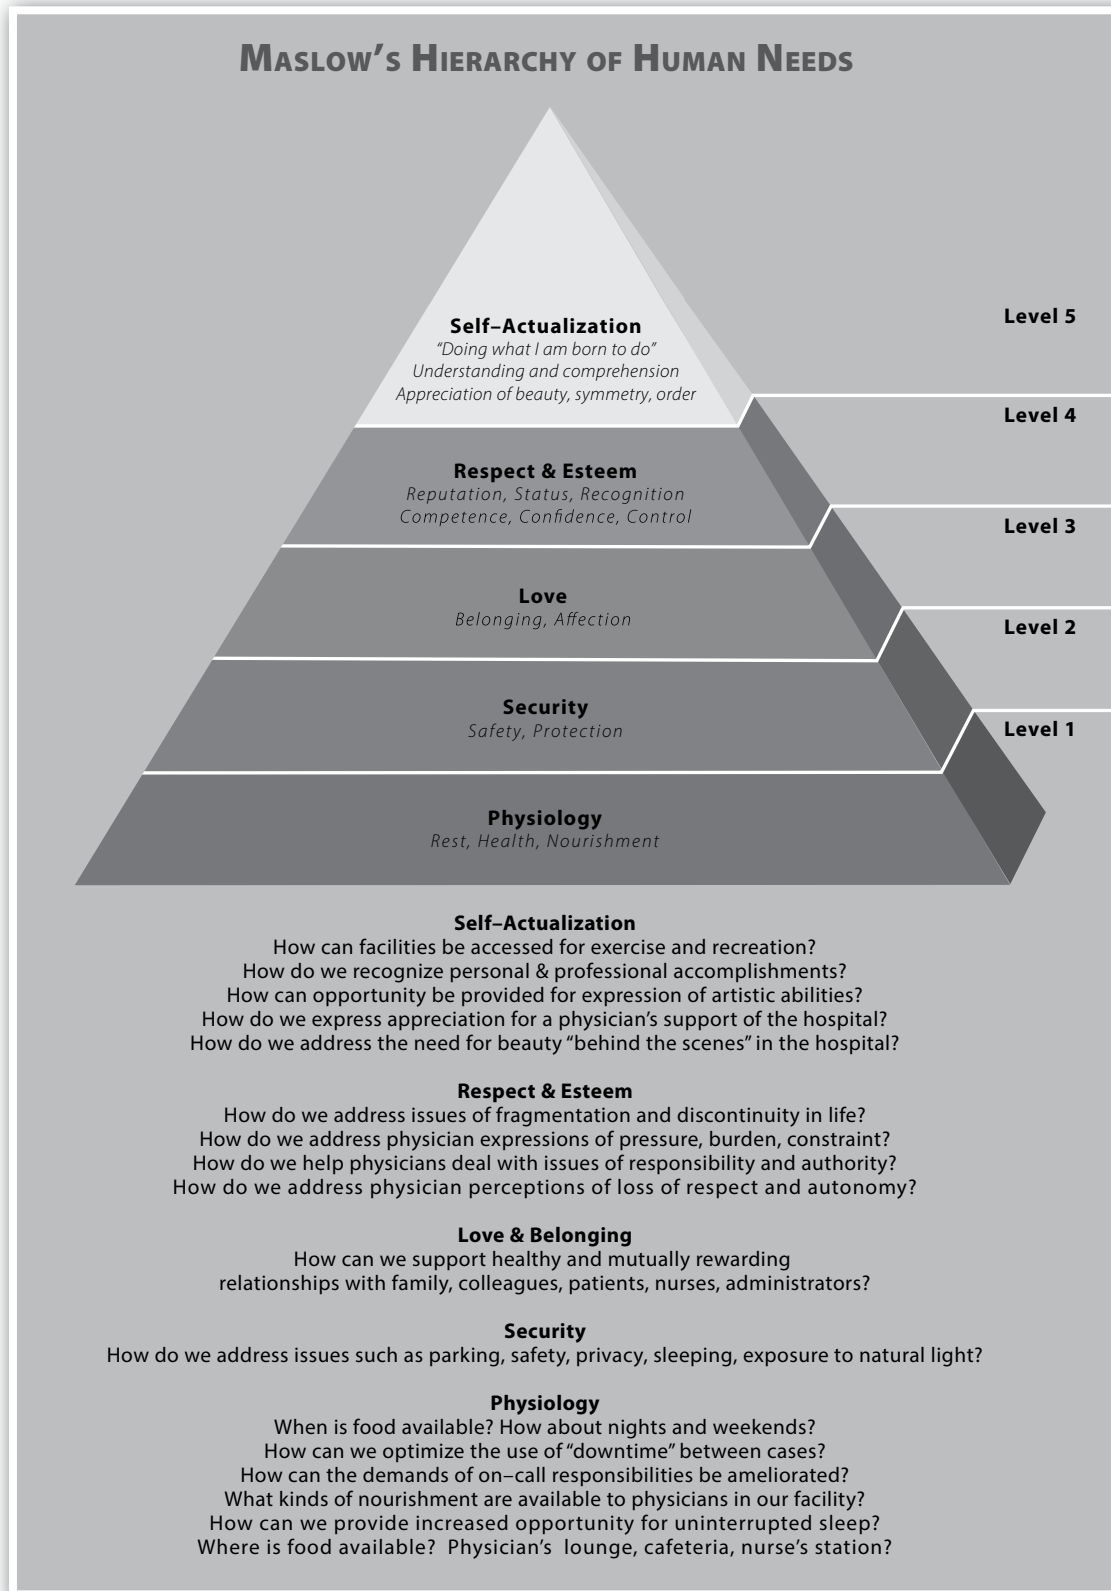 MASLOW'S HIERARCHY OF HUMAN NEEDS
Self–Actualization
“Doing what I am born to do”
Understanding and comprehension
Appreciation of beauty, symmetry, order
Level 5
Level 4
Respect & Esteem
Reputation, Status, Recognition
Competence, Confidence, Control
Level 3
Love
Belonging, Affection
Level 2
Security
Safety, Protection
Level 1
Physiology
Rest, Health, Nourishment
Self–Actualization
How can facilities be accessed for exercise and recreation?
How do we recognize personal & professional accomplishments?
How can opportunity be provided for expression of artistic abilities?
How do we express appreciation for a physician’s support of the hospital?
How do we address the need for beauty “behind the scenes” in the hospital?
Respect & Esteem
How do we address issues of fragmentation and discontinuity in life?
How do we address physician expressions of pressure, burden, constraint?
How do we help physicians deal with issues of responsibility and authority?
How do we address physician perceptions of loss of respect and autonomy?
Love & Belonging
How can we support healthy and mutually rewarding
relationships with family, colleagues, patients, nurses, administrators?
Security
How do we address issues such as parking, safety, privacy, sleeping, exposure to natural light?
Physiology
When is food available? How about nights and weekends?
How can we optimize the use of “downtime” between cases?
How can the demands of on–call responsibilities be ameliorated?
What kinds of nourishment are available to physicians in our facility?
How can we provide increased opportunity for uninterrupted sleep?
Where is food available? Physician’s lounge, cafeteria, nurse’s station?